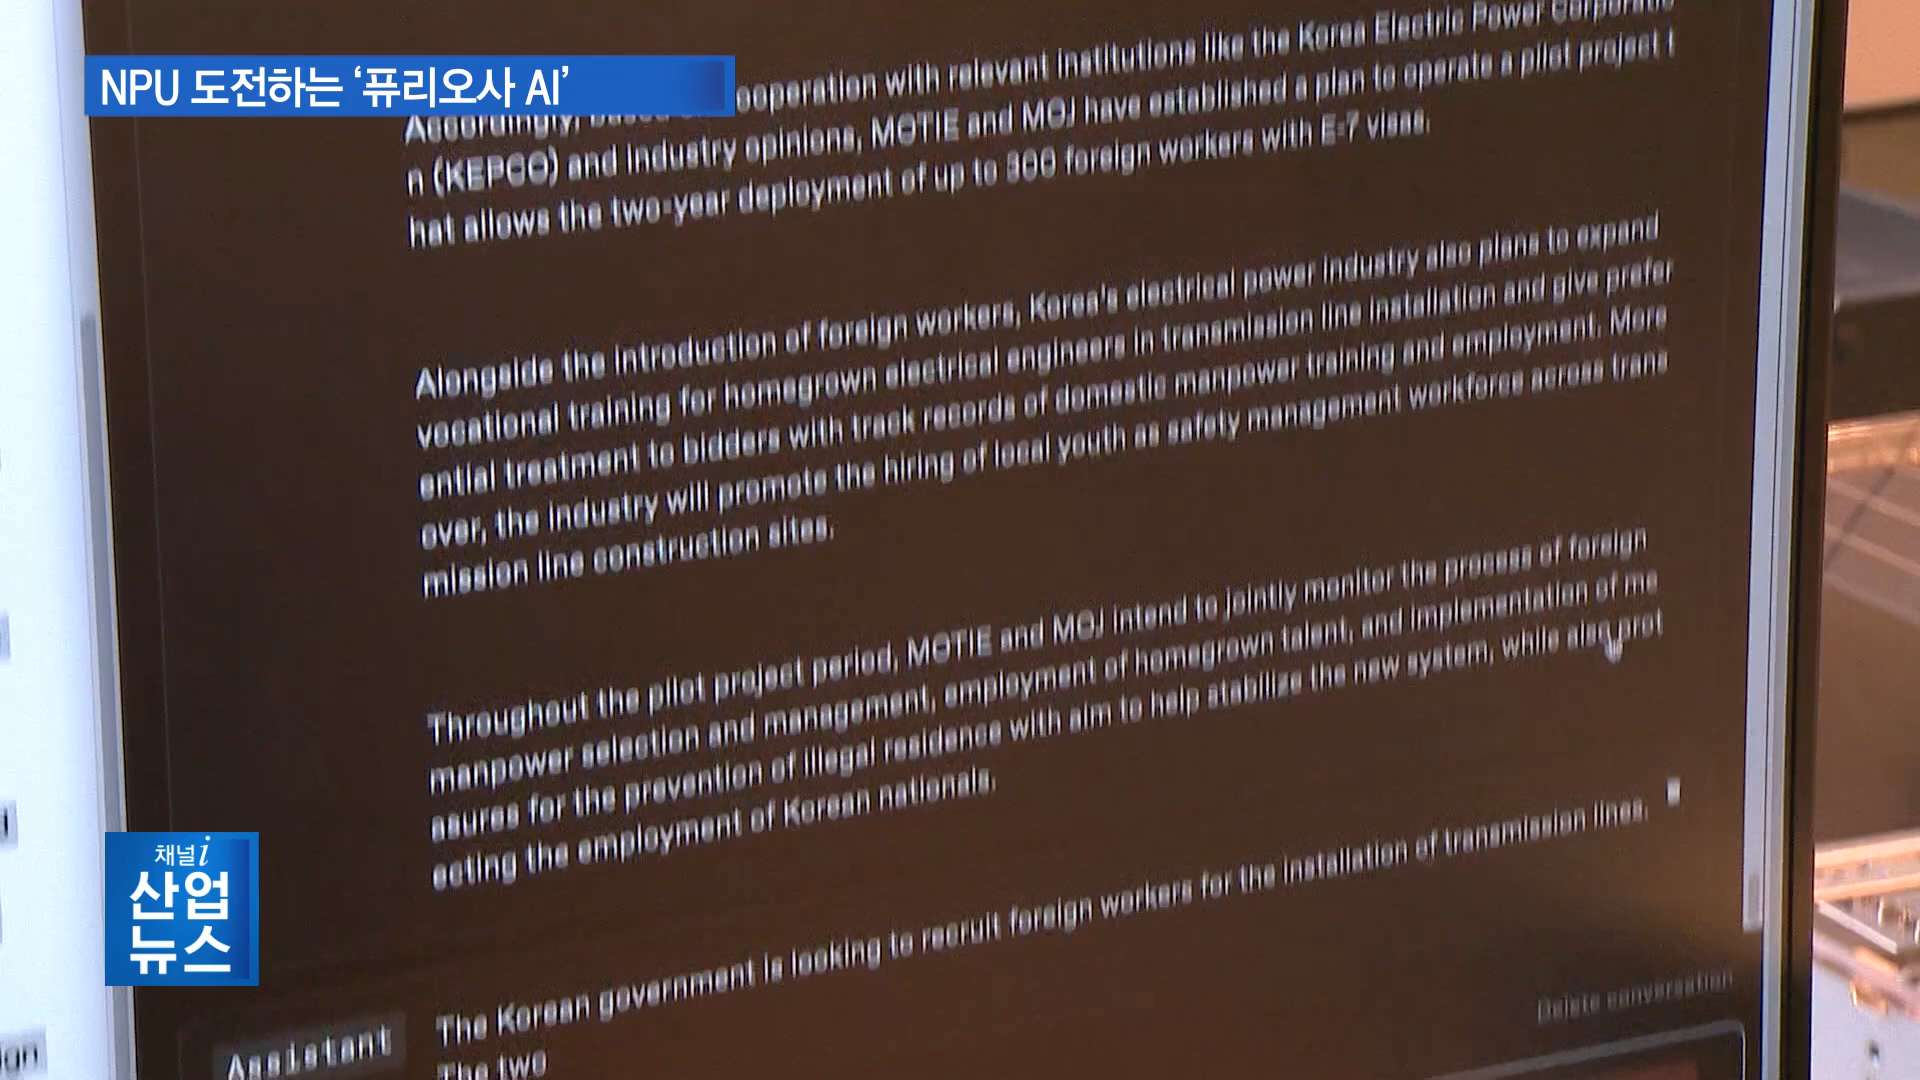 NPU 도전하는 ‘퓨리오사 AI’
Accordingly, cooperation with relevant institutions like the Korea Electric Power Corporatio
n (KEPCO) and industry opinions, MOTIE and MOJ have established a plan to operate a pilot project t
hat allows the two-year deployment of up to 300 foreign workers with E-7 visas.
Alongside the introduction of foreign workers, Korea's electrical power industry also plans to expand
vocational training for homegrown electrical engineers in transmission line installation and give prefer
ential treatment to bidders with track records of domestic manpower training and employment. More
over, the industry will promote the hiring of local youth as safety management workforce across trans
mission line construction sites.
Throughout the pilot project period, MOTIE and MOJ intend to jointly monitor the process of foreign
manpower selection and management, employment of homegrown talent, and implementation of me
asures for the prevention of illegal residence with aim to help stabilize the new system, while also prot
ecting the employment of Korean nationals.
The Korean government is looking to recruit foreign workers for the installation of transmission lines.
The two
Assistant
Delete conversation
채널i
산업
뉴스